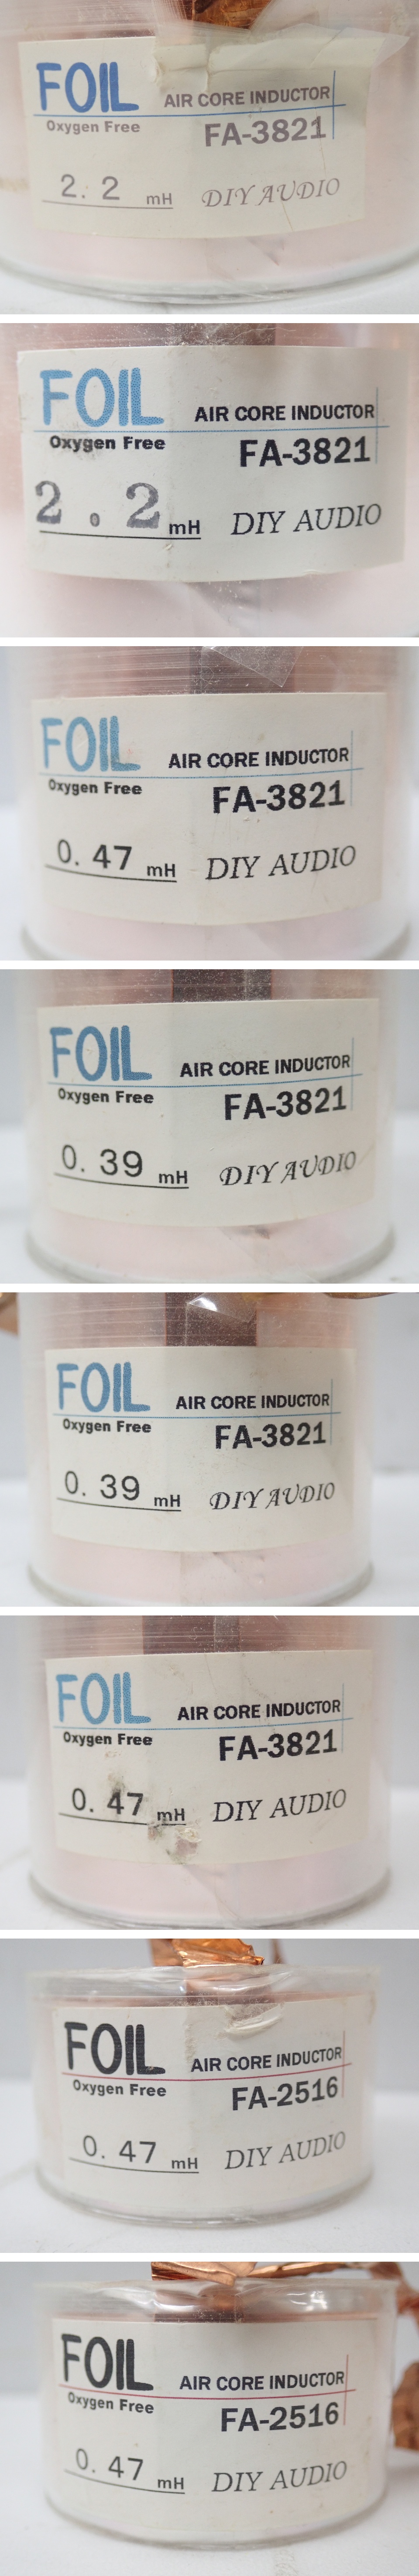 FOIL AIR CORE INDUCTOR
Oxygen Free FA-3821
2.2 mH DIY AUDIO
FOIL AIR CORE INDUCTOR
Oxygen Free FA-3821
2.2 mH DIY AUDIO
FOIL AIR CORE INDUCTOR
Oxygen Free FA-3821
0.47 mH DIY AUDIO
FOIL AIR CORE INDUCTOR
Oxygen Free FA-3821
0.39 mH DIY AUDIO
FOIL AIR CORE INDUCTOR
Oxygen Free FA-3821
0.39 mH DIY AUDIO
FOIL AIR CORE INDUCTOR
Oxygen Free FA-3821
0.47 mH DIY AUDIO
FOIL AIR CORE INDUCTOR
Oxygen Free FA-2516
0.47 mH DIY AUDIO
FOIL AIR CORE INDUCTOR
Oxygen Free FA-2516
0.47 mH DIY AUDIO